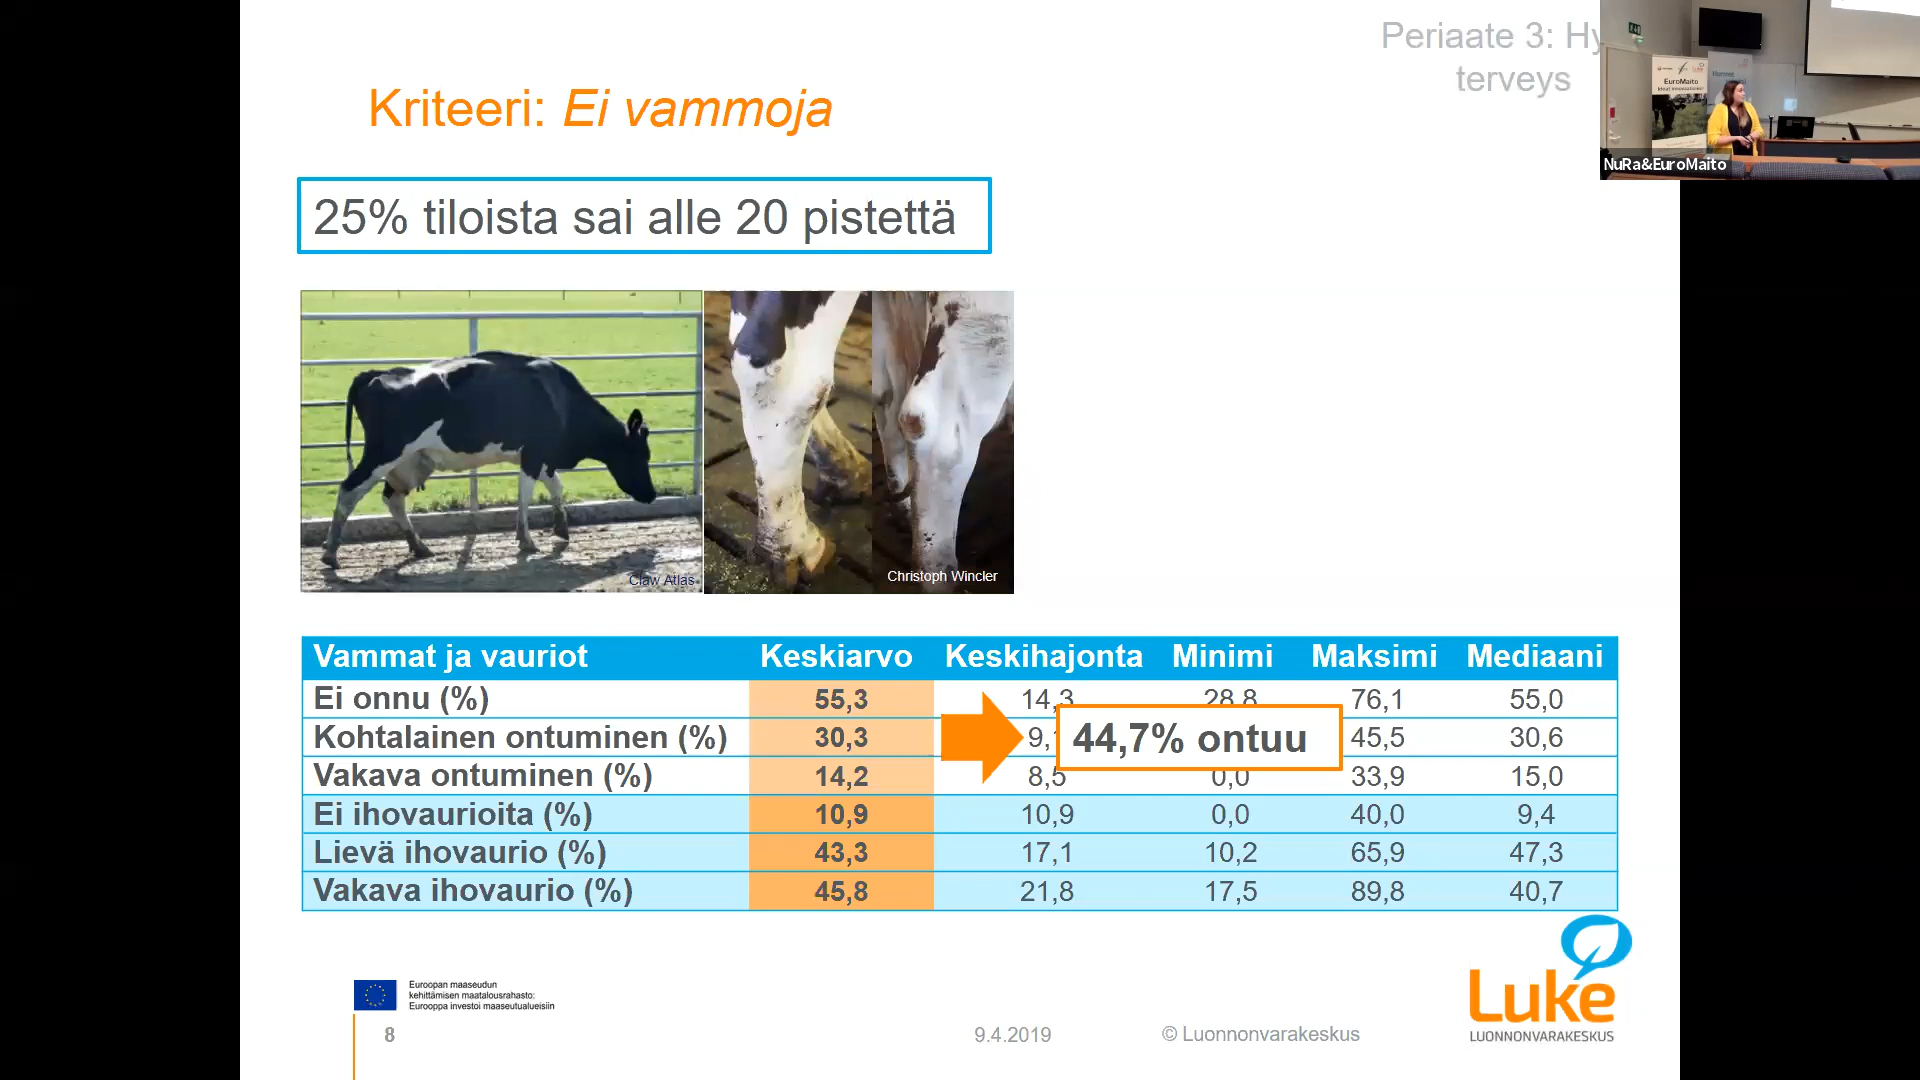 Periaate 3: Hy
terveys
EuroMaito
Luke
NuRa&EuroMaito
Kriteeri: Ei vammoja
25% tiloista sai alle 20 pistettä
Claw Atlas
Christoph Wincler
Vammat ja vauriot Keskiarvo Keskihajonta Minimi Maksimi Mediaani
Ei onnu (%) 55,3 14,3 28,8 76,1 55,0
Kohtalainen ontuminen (%) 30,3 9, 44,7% ontuu 45,5 30,6
Vakava ontuminen (%) 14,2 8,5 0,0 33,9 15,0
Ei ihovaurioita (%) 10,9 10,9 0,0 40,0 9,4
Lievä ihovaurio (%) 43,3 17,1 10,2 65,9 47,3
Vakava ihovaurio (%) 45,8 21,8 17,5 89,8 40,7
Euroopan maaseudun
kehittämisen maatalousrahasto:
Eurooppa investoi maaseutualueisiin
Luke
LUONNONVARAKESKUS
8 9.4.2019 © Luonnonvarakeskus